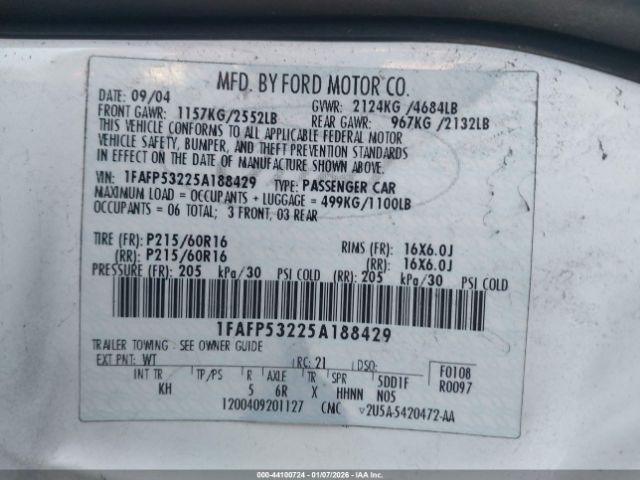 MFD. BY FORD MOTOR CO.
DATE: 09/04 GVWR: 2124KG /4684LB
FRONT GAWR: 1157KG/2552LB REAR GAWR: 967KG /2132LB
THIS VEHICLE CONFORMS TO ALL APPLICABLE FEDERAL MOTOR
VEHICLE SAFETY, BUMPER, AND THEFT PREVENTION STANDARDS
IN EFFECT ON THE DATE OF MANUFACTURE SHOWN ABOVE.
VIN: 1FAFP53225A188429 TYPE: PASSENGER CAR
MAXIMUM LOAD = OCCUPANTS + LUGGAGE = 499KG/1100LB
OCCUPANTS = 06 TOTAL; 3 FRONT, 03 REAR
TIRE (FR): P215/60R16 RIMS (FR): 16X6.0J
(RR): P215/60R16 (RR): 16X6.0J
PRESSURE (FR): 205 kPa/30 PSI COLD (RR): 205 kPa/30 PSI COLD
1FAFP53225A188429
TRAILER TOWING - SEE OWNER GUIDE
EXT PNT: WT RC: 21 DSO: F0108
INT TR TP/PS R AXLE TR SPR 5DD1F R0097
KH 5 6R X HHNN N05
1200409201127 CMC v2U5A-5420472-AA
000-44100724 | 01/07/2026 - IAAI.COM